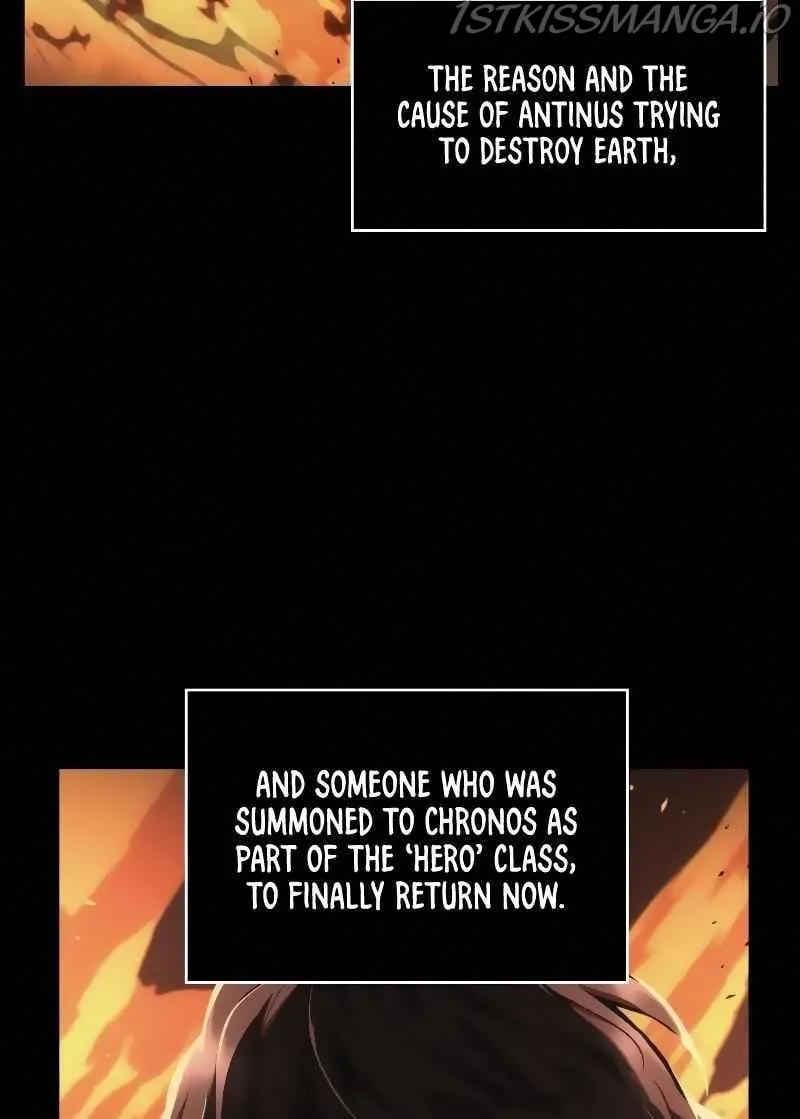 1STKISSMANGA.IO
THE REASON AND THE
CAUSE OF ANTINUS TRYING
TO DESTROY EARTH,
AND SOMEONE WHO WAS
SUMMONED TO CHRONOS AS
PART OF THE ‘HERO’ CLASS,
TO FINALLY RETURN NOW.